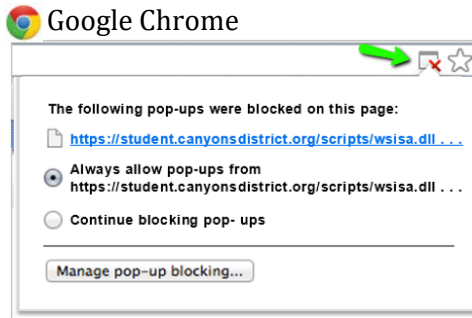 Google Chrome
The following pop-ups were blocked on this page:
https://student.canyonsdistrict.org/scripts/wsisa.dll . . .
Always allow pop-ups from
https://student.canyonsdistrict.org/scripts/wsisa.dll . . .
Continue blocking pop- ups
Manage pop-up blocking...